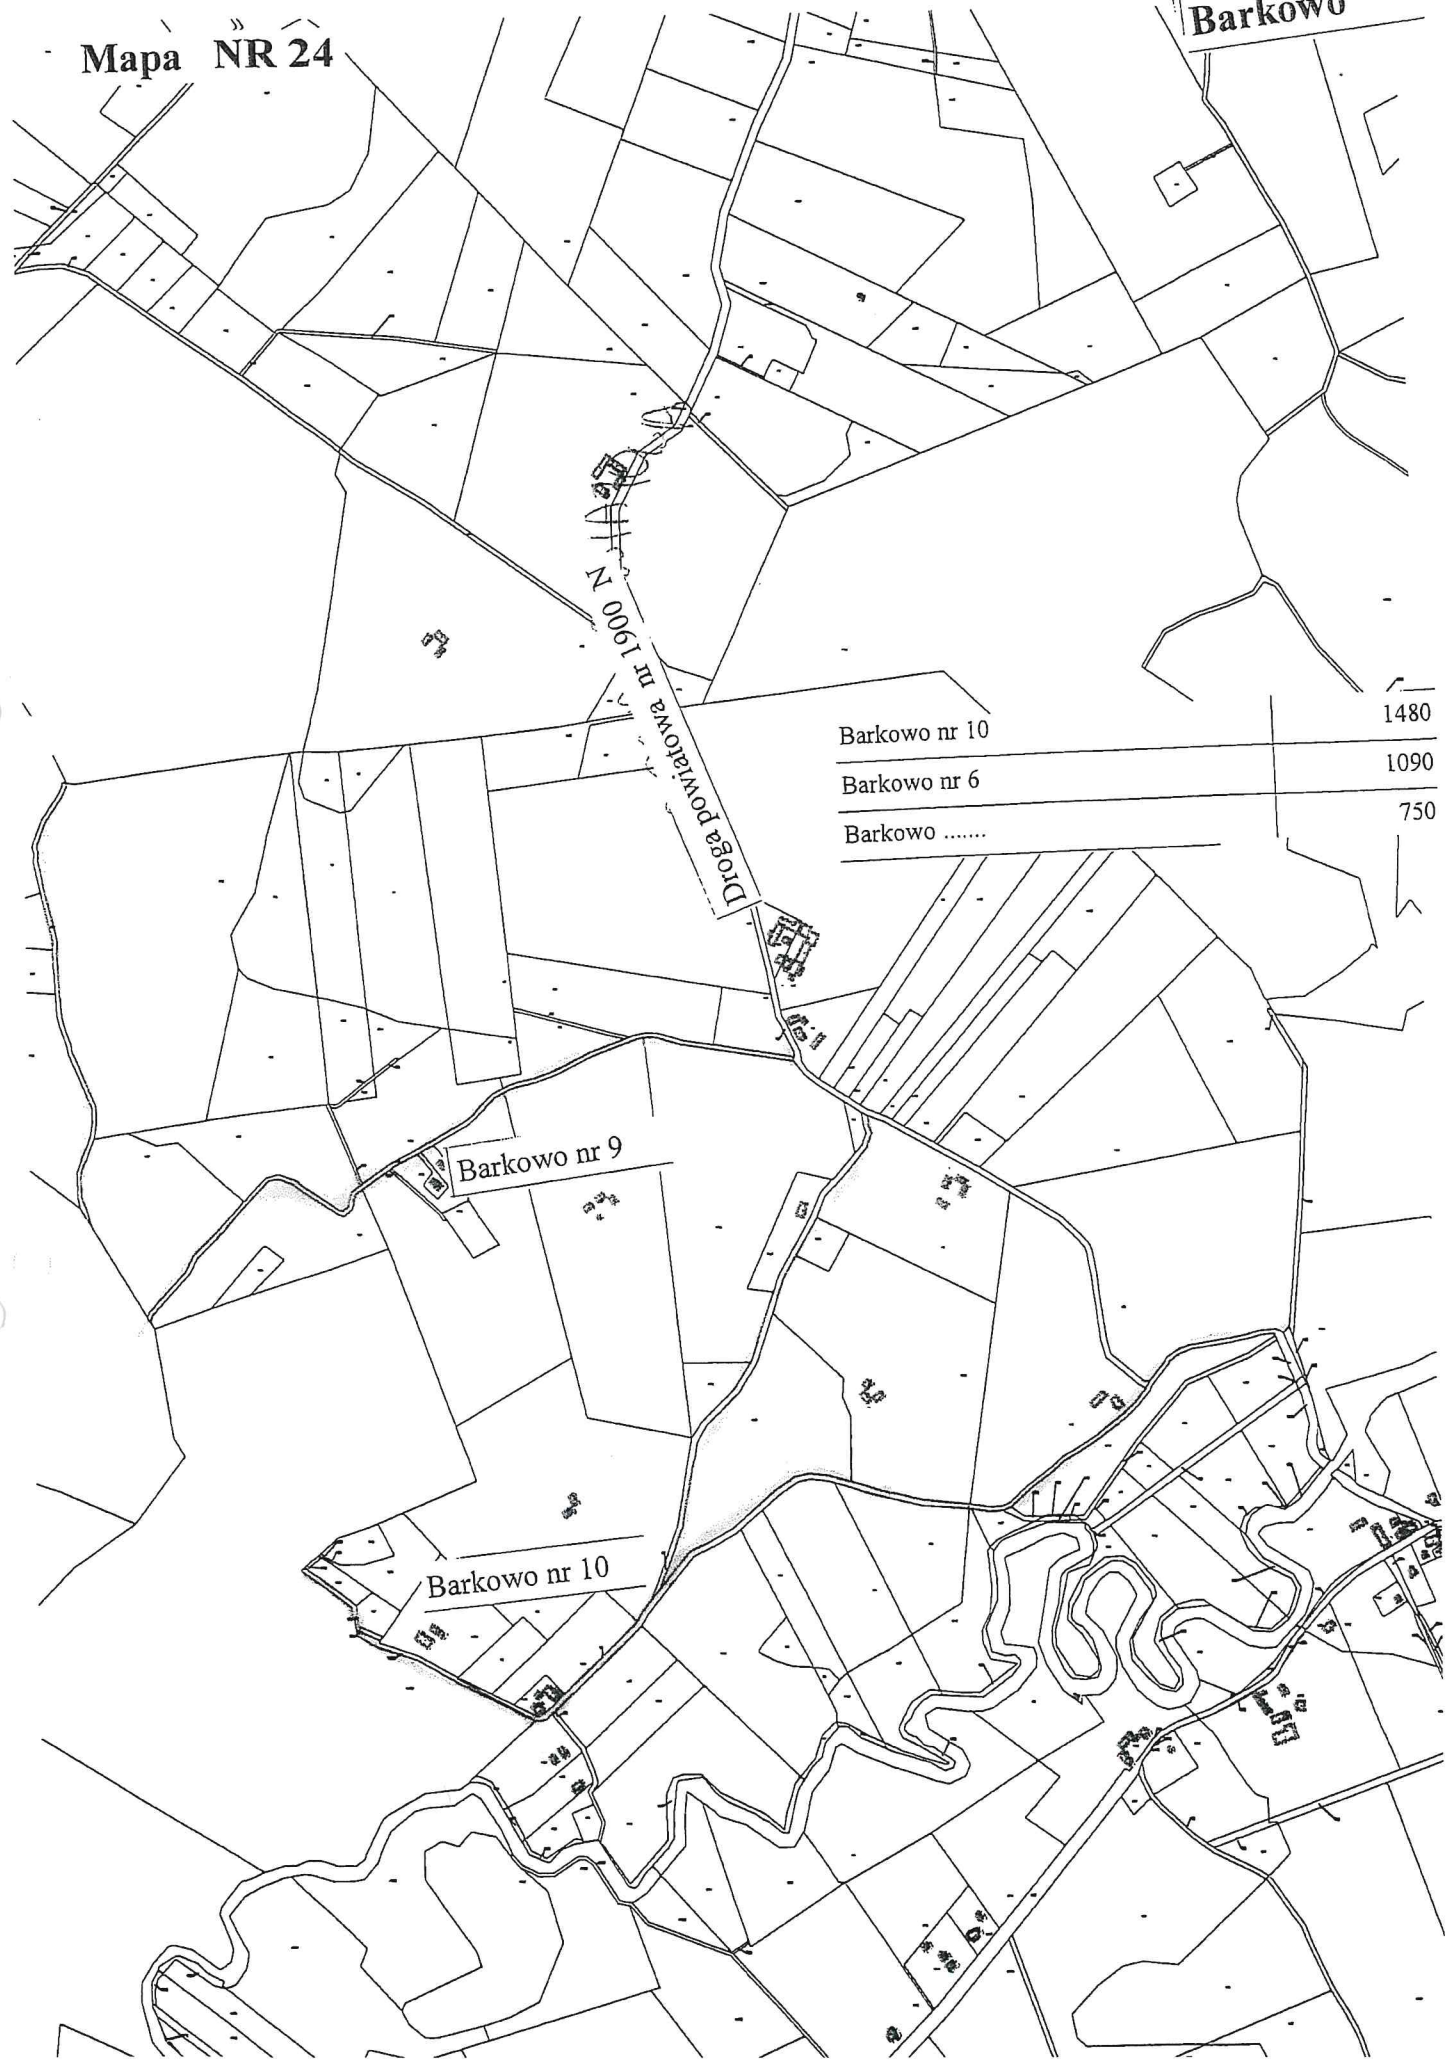 Mapa NR 24
Barkowo
Droga powiatowa nr 1900 N
Barkowo nr 10 1480
Barkowo nr 6 1090
Barkowo ....... 750
Barkowo nr 9
Barkowo nr 10